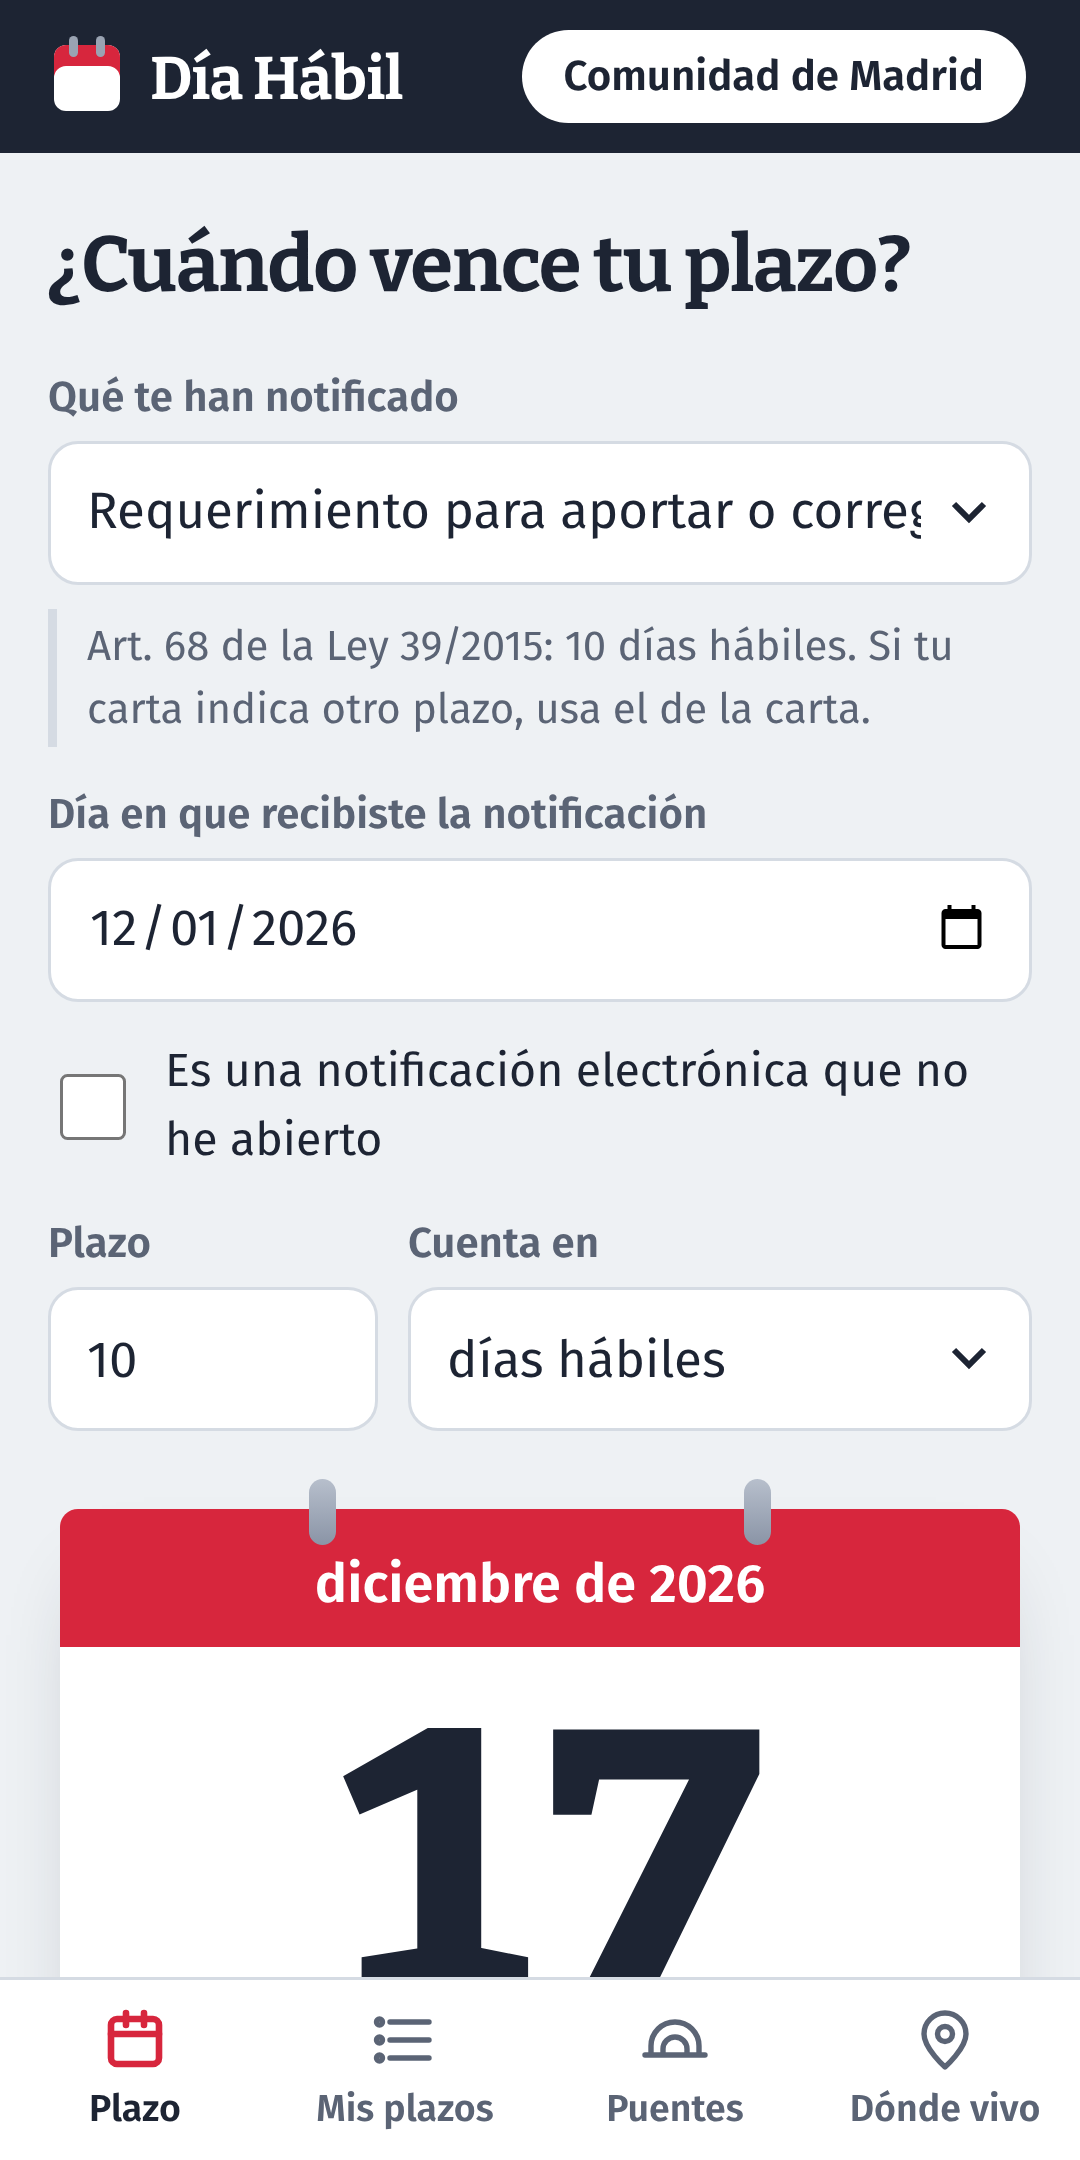 Día Hábil
Comunidad de Madrid
¿Cuándo vence tu plazo?
Qué te han notificado
Requerimiento para aportar o correg
Art. 68 de la Ley 39/2015: 10 días hábiles. Si tu
carta indica otro plazo, usa el de la carta.
Día en que recibiste la notificación
12/01/2026
Es una notificación electrónica que no
he abierto
Plazo
Cuenta en
10
días hábiles
diciembre de 2026
17
Plazo
Mis plazos
Puentes
Dónde vivo